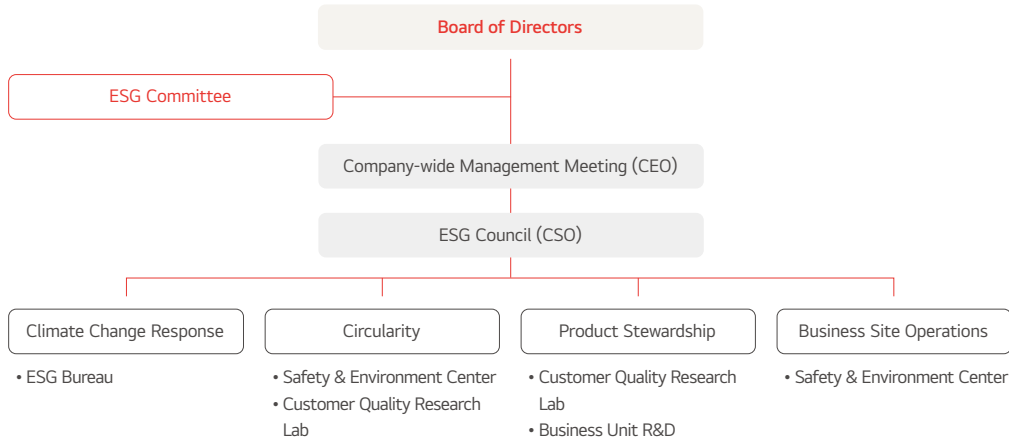 Board of Directors
ESG Committee
Company-wide Management Meeting (CEO)
ESG Council (CSO)
Climate Change Response
• ESG Bureau
Circularity
• Safety & Environment Center
• Customer Quality Research
Lab
Product Stewardship
• Customer Quality Research
Lab
• Business Unit R&D
Business Site Operations
• Safety & Environment Center